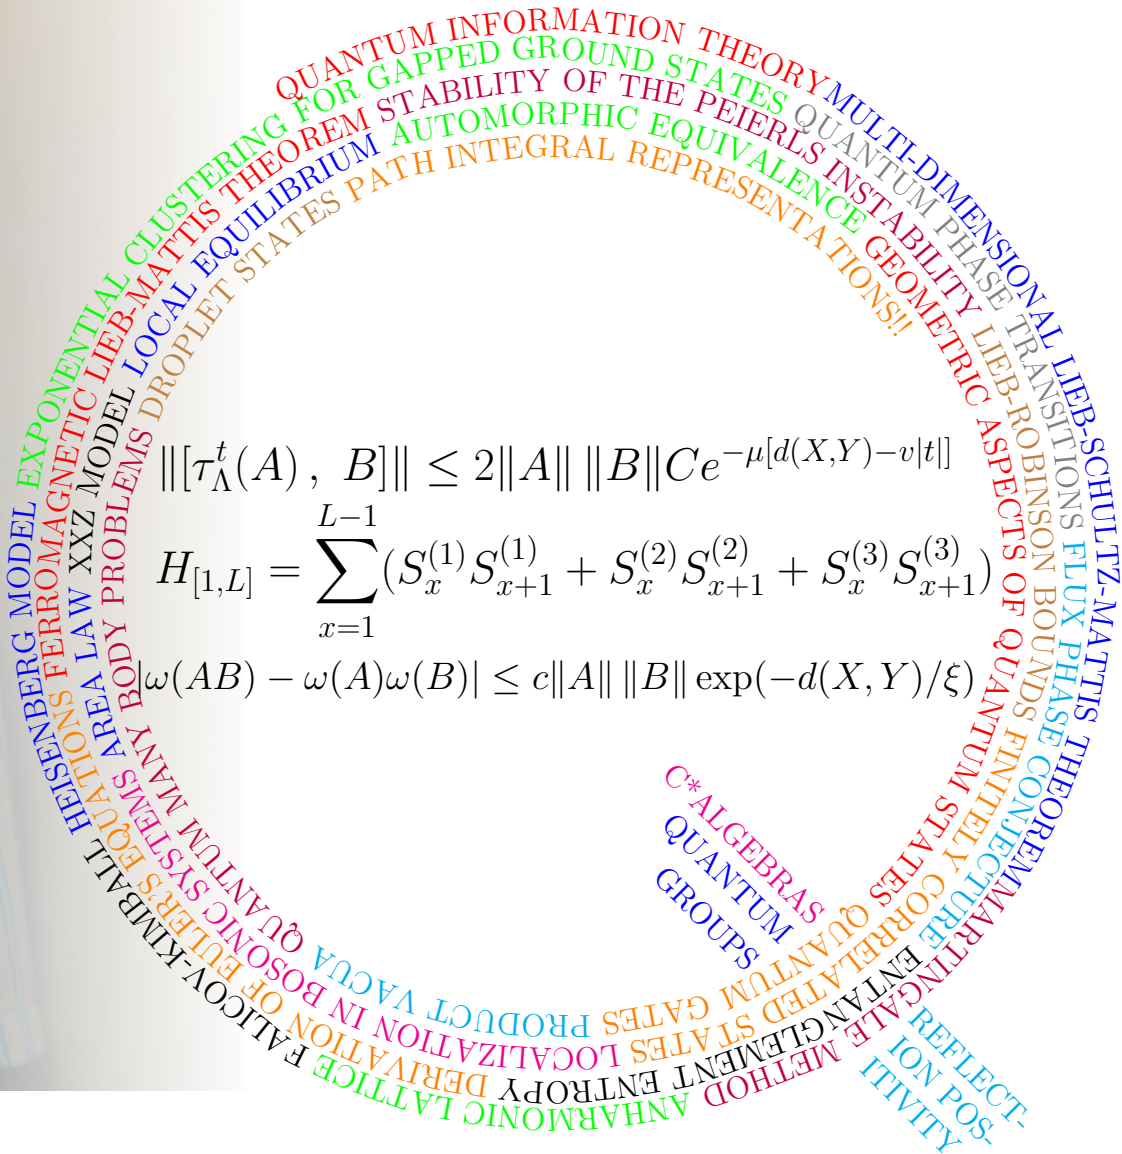 QUANTUM INFORMATION THEORY MULTI-DIMENSIONAL LIEB-SCHULTZ-MATTIS THEOREM MARTINGALE METHOD ANHARMONIC LATTICE FALICOV-KIMBALL HEISENBERG MODEL
EXPONENTIAL CLUSTERING FOR GAPPED GROUND STATES QUANTUM PHASE TRANSITIONS FLUX PHASE CONJECTURE ENTANGLEMENT ENTROPY DERIVATION OF EULER'S EQUATIONS
FERROMAGNETIC LIEB-MATTIS THEOREM STABILITY OF THE PEIERLS INSTABILITY LIEB-ROBINSON BOUNDS FINITELY CORRELATED STATES LOCALIZATION IN BOSONIC SYSTEMS
AREA LAW XXZ MODEL LOCAL EQUILIBRIUM AUTOMORPHIC EQUIVALENCE GEOMETRIC ASPECTS OF QUANTUM STATES QUANTUM GATES PRODUCT VACUA QUANTUM MANY BODY PROBLEMS
DROPLET STATES PATH INTEGRAL REPRESENTATIONS!!
‖[τ_Λ^t(A) , B]‖ ≤ 2‖A‖ ‖B‖Ce^{−μ[d(X,Y)−v|t|]}
H_{[1,L]} = ∑_{x=1}^{L−1}(S_x^{(1)}S_{x+1}^{(1)} + S_x^{(2)}S_{x+1}^{(2)} + S_x^{(3)}S_{x+1}^{(3)})
|ω(AB) − ω(A)ω(B)| ≤ c‖A‖ ‖B‖ exp(−d(X, Y)/ξ)
C*ALGEBRAS
QUANTUM
GROUPS
REFLECT-
ION POS-
ITIVITY